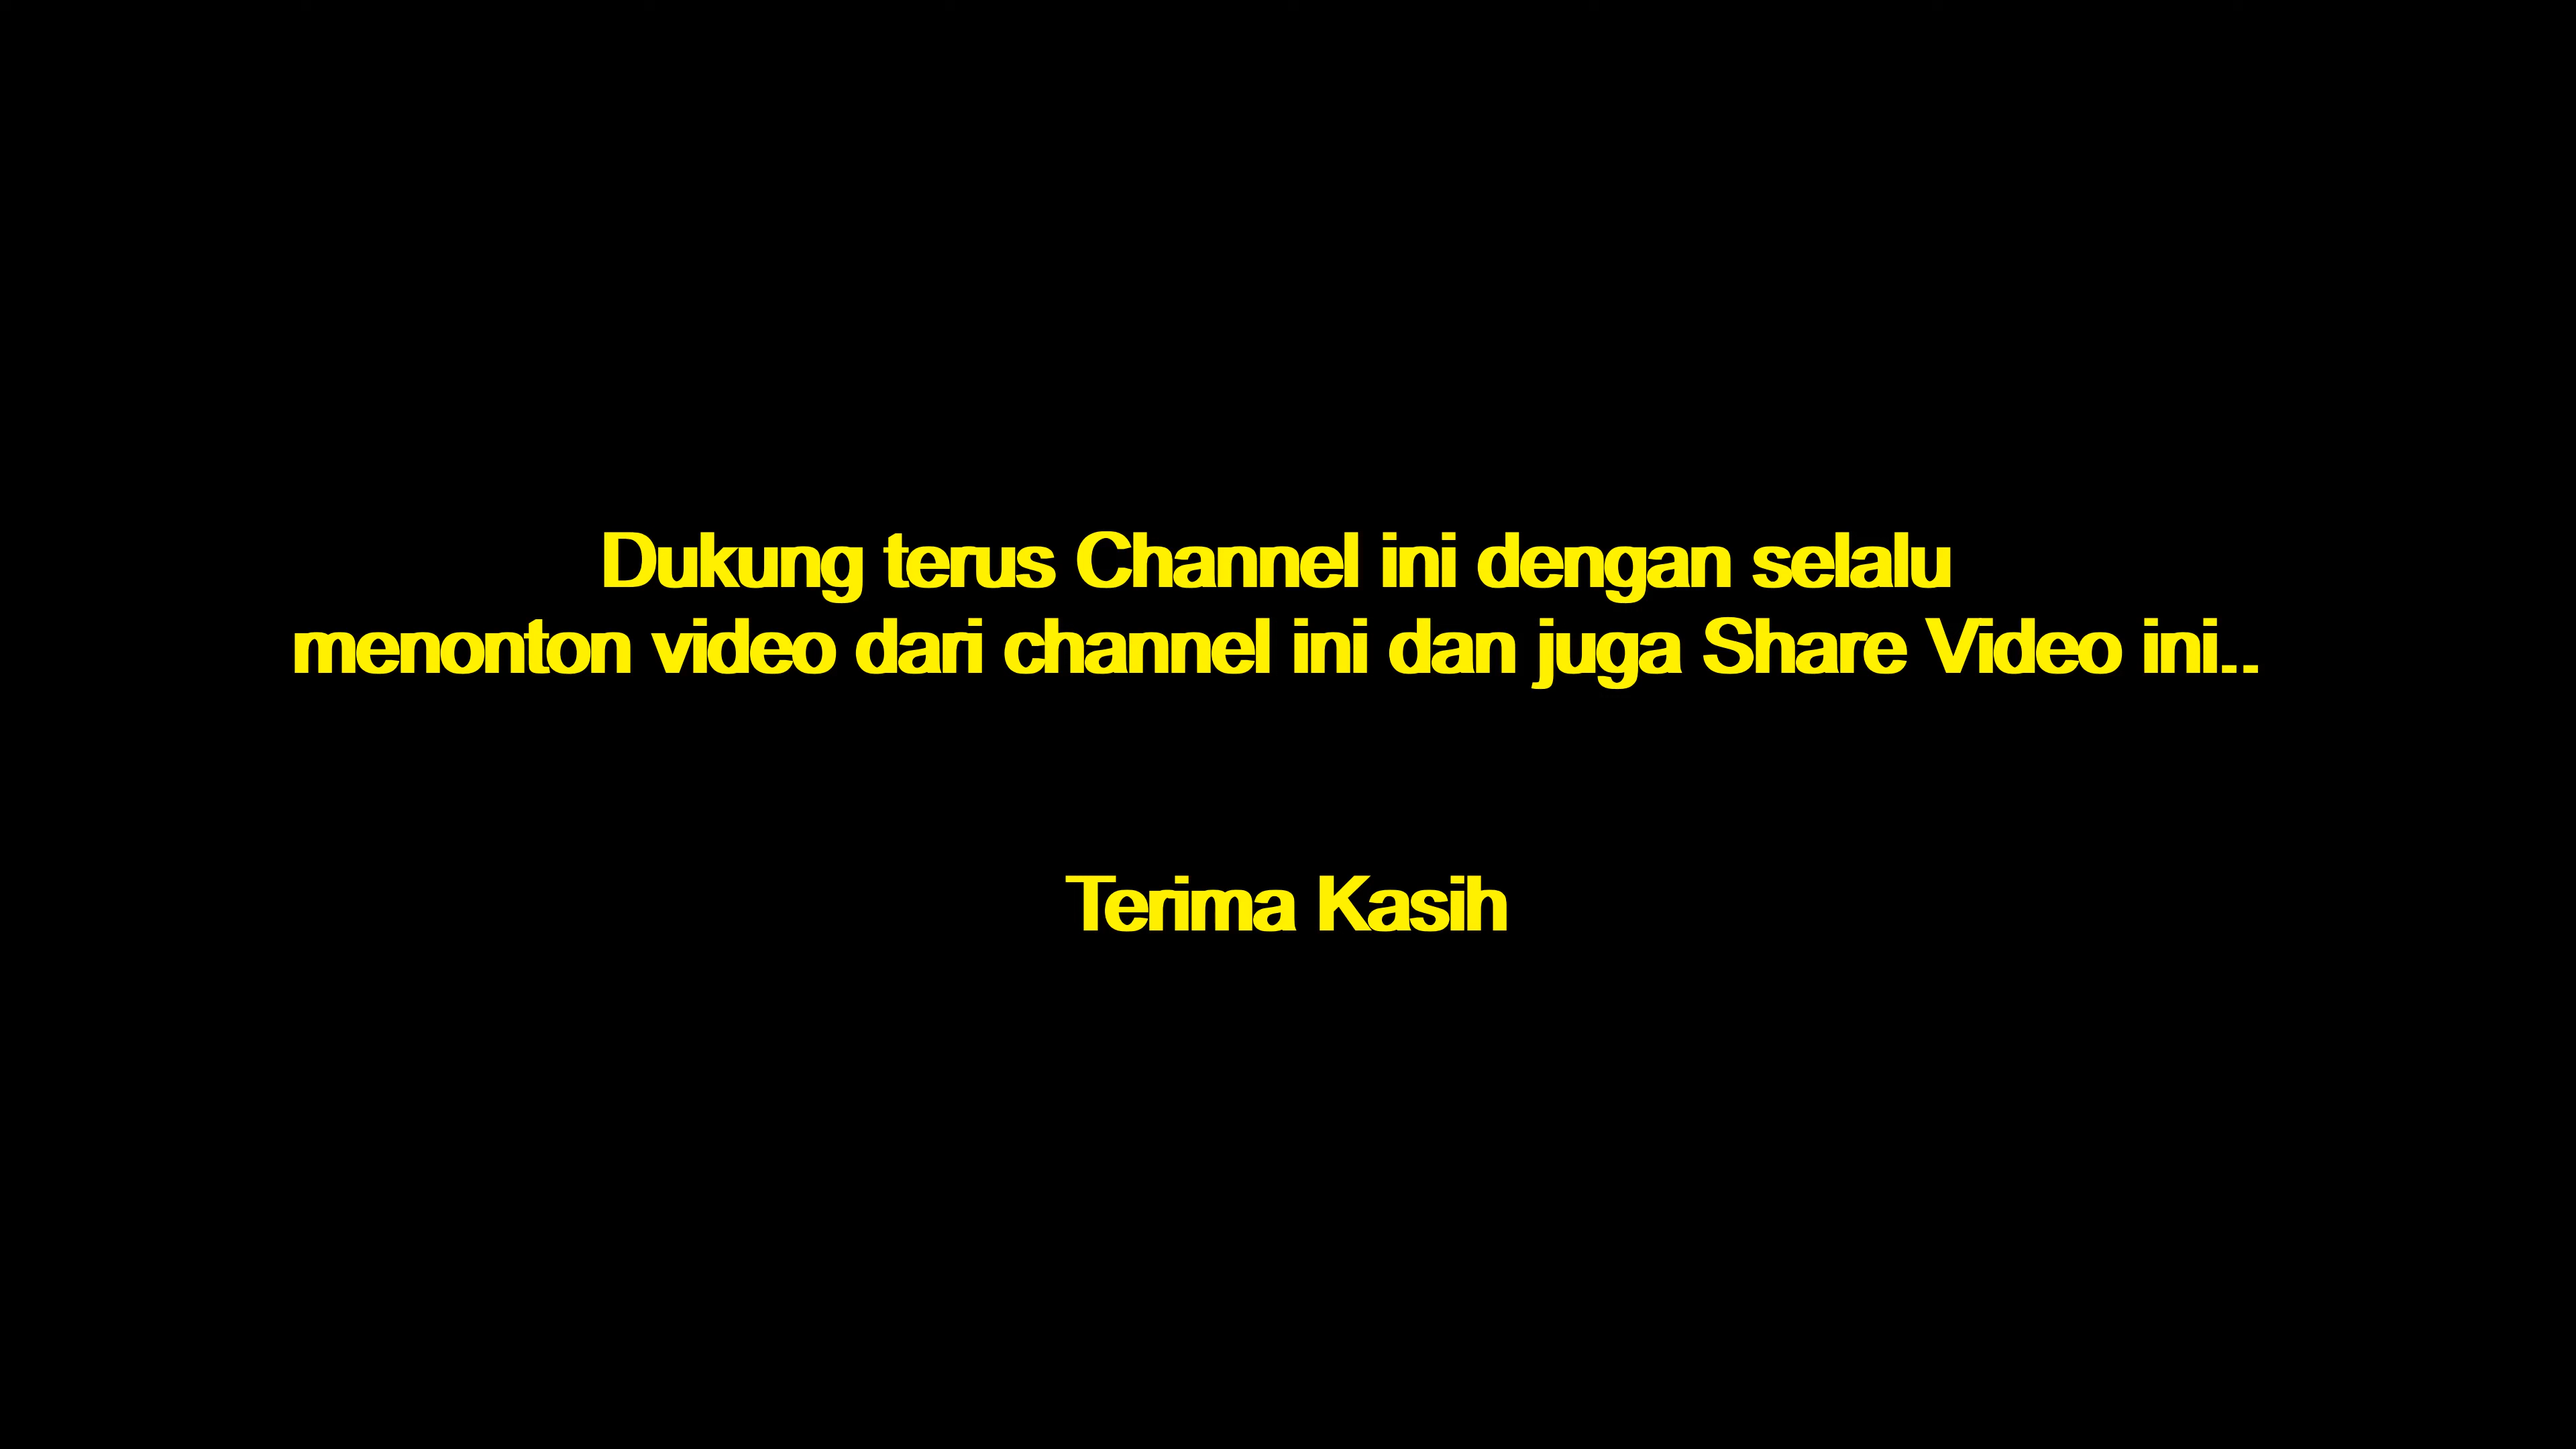 Dukung terus Channel ini dengan selalu
menonton video dari channel ini dan juga Share Video ini..
Terima Kasih